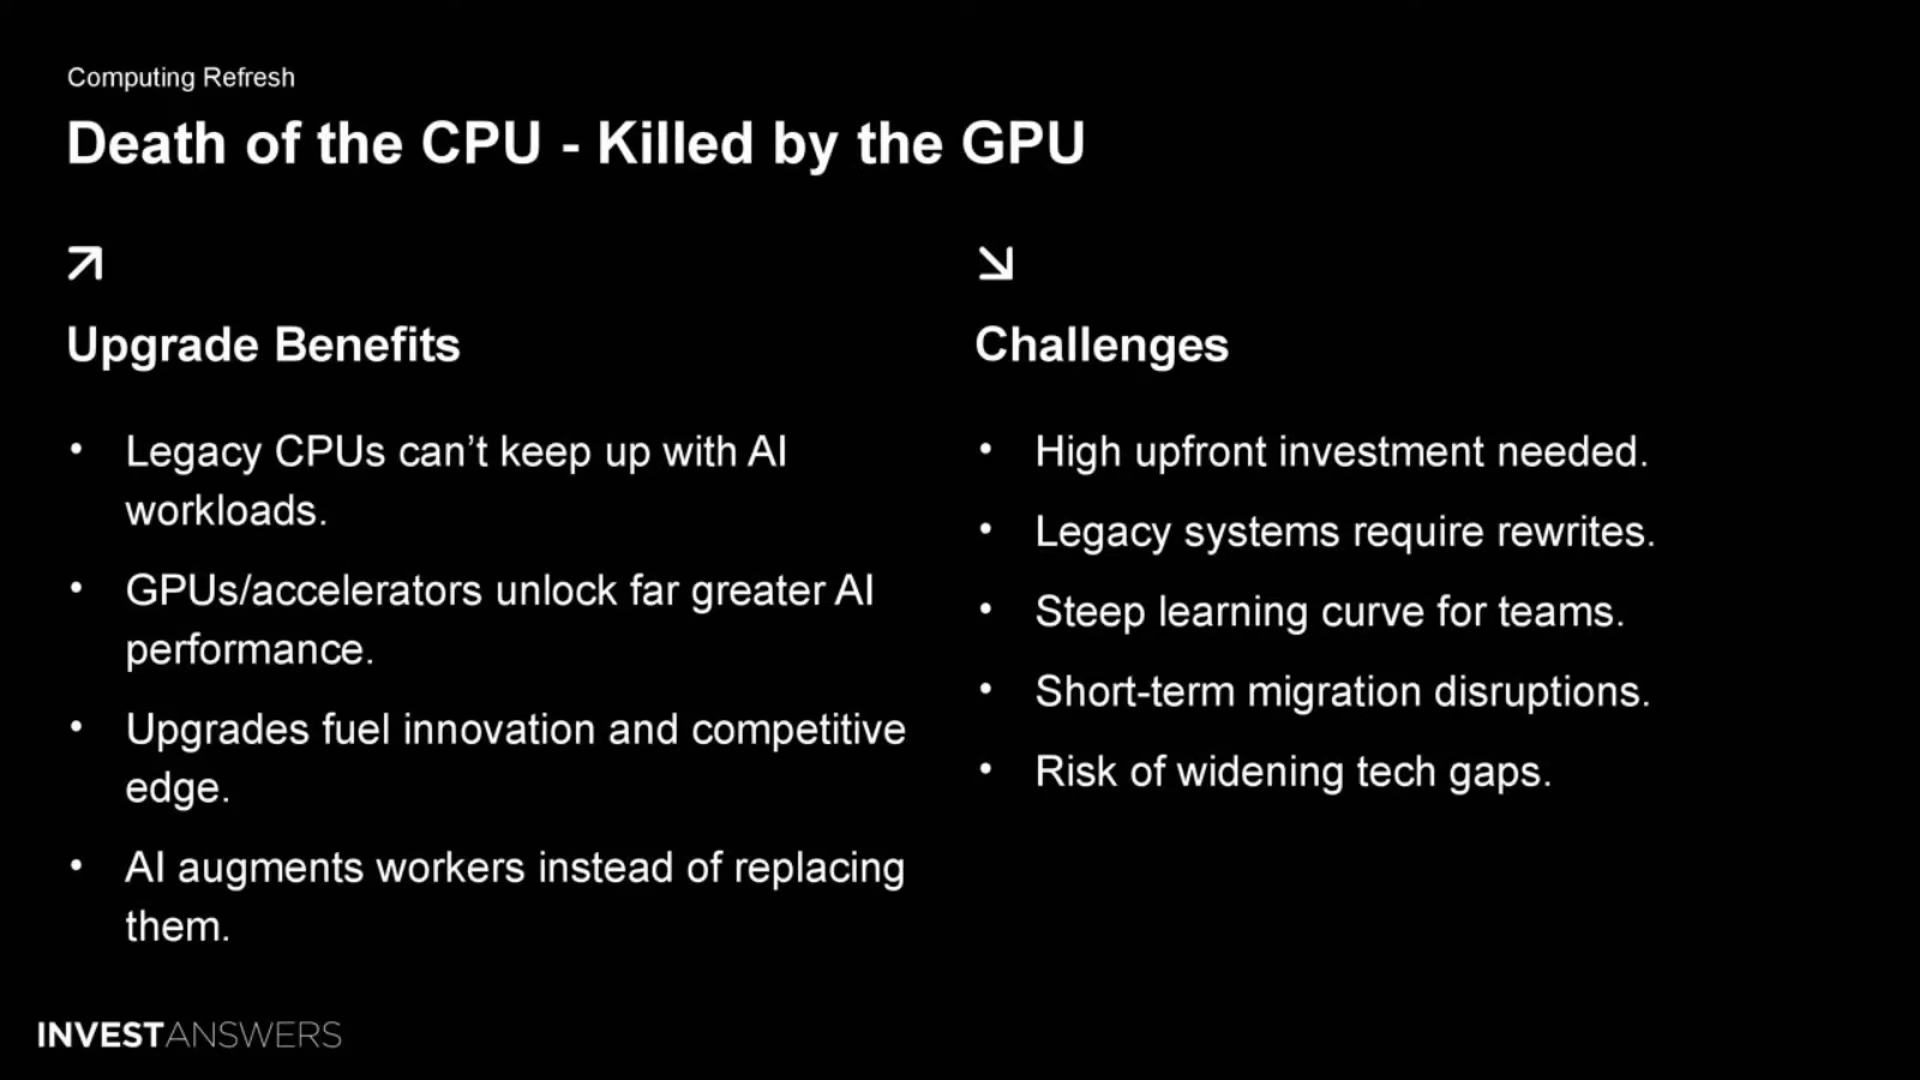 Computing Refresh
Death of the CPU - Killed by the GPU
Upgrade Benefits
• Legacy CPUs can’t keep up with AI
workloads.
• GPUs/accelerators unlock far greater AI
performance.
• Upgrades fuel innovation and competitive
edge.
• AI augments workers instead of replacing
them.
Challenges
• High upfront investment needed.
• Legacy systems require rewrites.
• Steep learning curve for teams.
• Short-term migration disruptions.
• Risk of widening tech gaps.
INVESTANSWERS